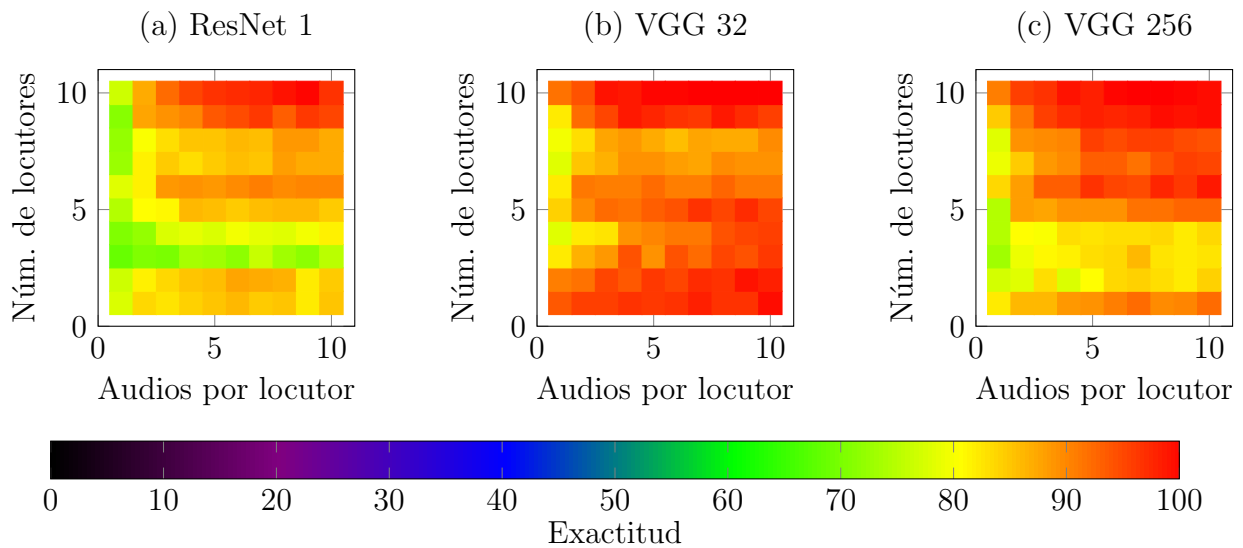 (a) ResNet 1
(b) VGG 32
(c) VGG 256
Núm. de locutores
10
5
0
0 5 10
Audios por locutor
Núm. de locutores
10
5
0
0 5 10
Audios por locutor
Núm. de locutores
10
5
0
0 5 10
Audios por locutor
0 10 20 30 40 50 60 70 80 90 100
Exactitud